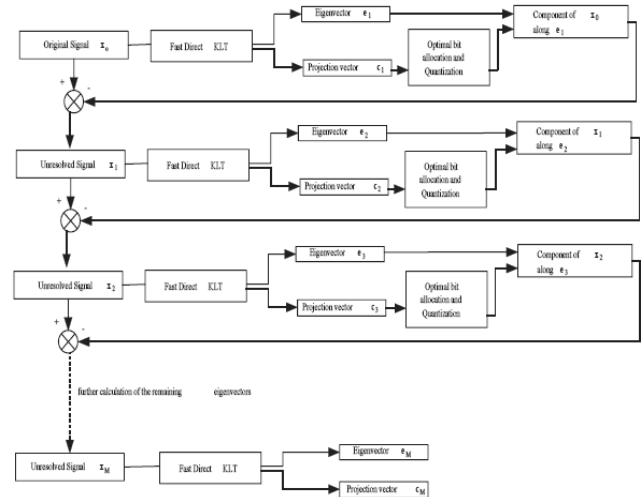 Original Signal x₀
Fast Direct KLT
Eigenvector e₁
Projection vector c₁
Optimal bit
allocation and
Quantization
Component of x₀
along e₁
+
-
Unresolved Signal x₁
Fast Direct KLT
Eigenvector e₂
Projection vector c₂
Optimal bit
allocation and
Quantization
Component of x₁
along e₂
+
-
Unresolved Signal x₂
Fast Direct KLT
Eigenvector e₃
Projection vector c₃
Optimal bit
allocation and
Quantization
Component of x₂
along e₃
+
-
further calculation of the remaining eigenvectors
Unresolved Signal x_M
Fast Direct KLT
Eigenvector e_M
Projection vector c_M